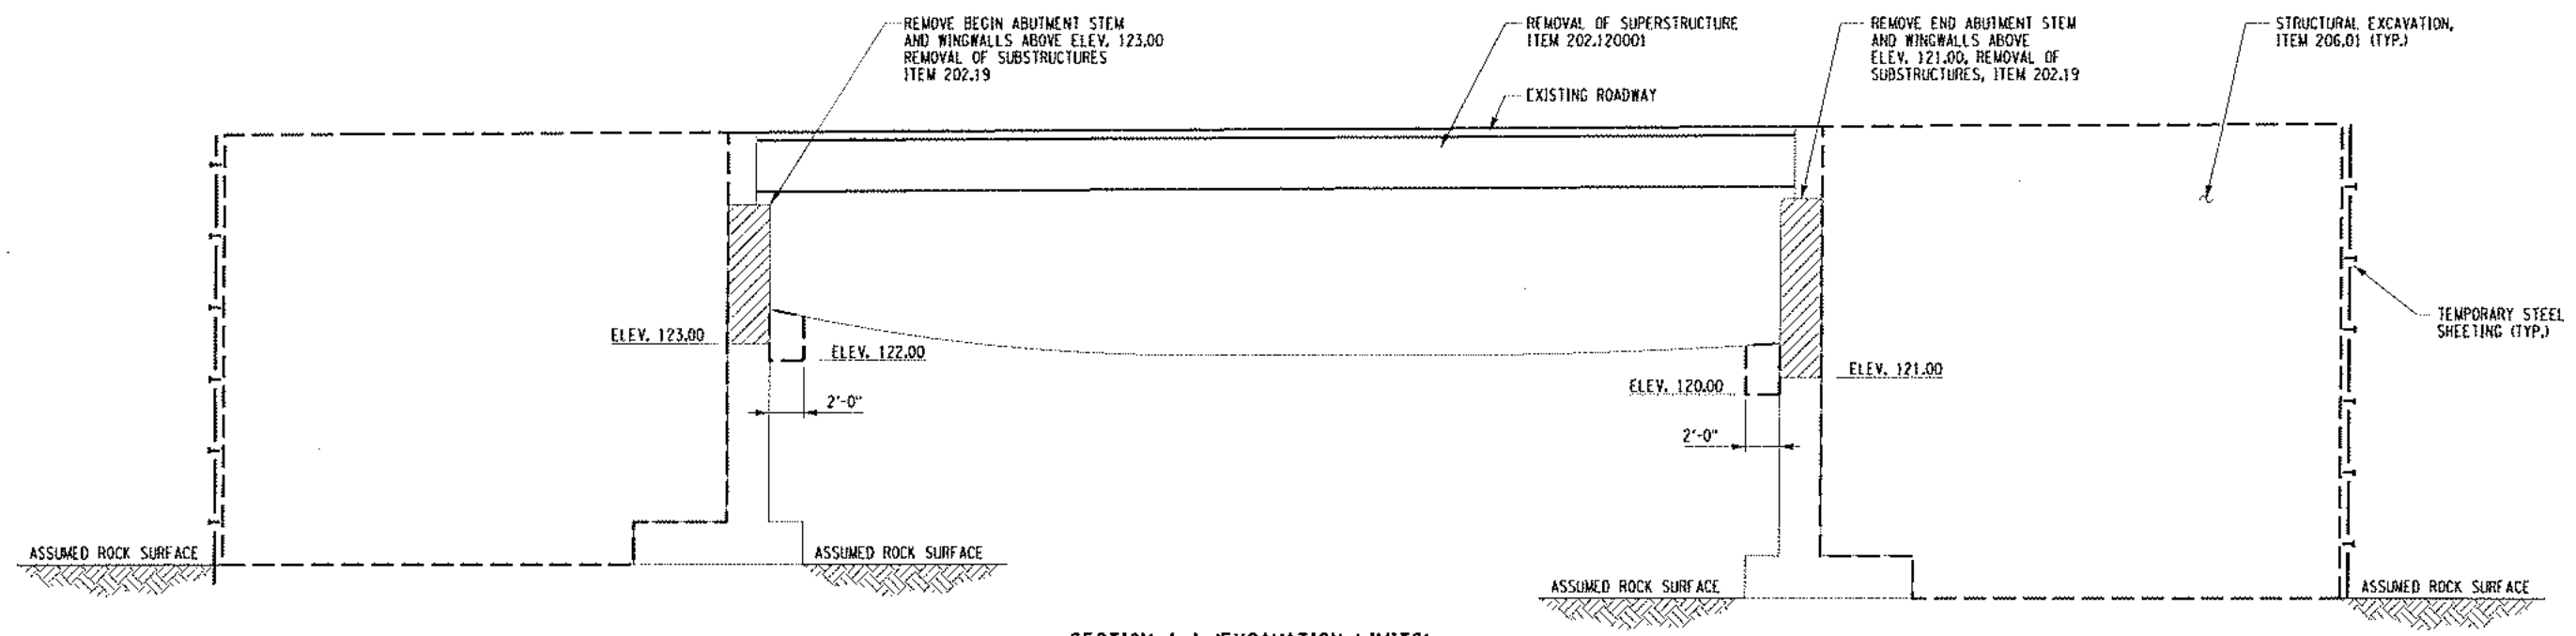 REMOVE BEGIN ABUTMENT STEM
AND WINGWALLS ABOVE ELEV. 123.00
REMOVAL OF SUBSTRUCTURES
ITEM 202.19
REMOVAL OF SUPERSTRUCTURE
ITEM 202.120001
EXISTING ROADWAY
REMOVE END ABUTMENT STEM
AND WINGWALLS ABOVE
ELEV. 121.00, REMOVAL OF
SUBSTRUCTURES, ITEM 202.19
STRUCTURAL EXCAVATION,
ITEM 206.01 (TYP.)
TEMPORARY STEEL
SHEETING (TYP.)
ELEV. 123.00
ELEV. 122.00
2'-0"
ELEV. 120.00
ELEV. 121.00
2'-0"
ASSUMED ROCK SURFACE
ASSUMED ROCK SURFACE
ASSUMED ROCK SURFACE
ASSUMED ROCK SURFACE